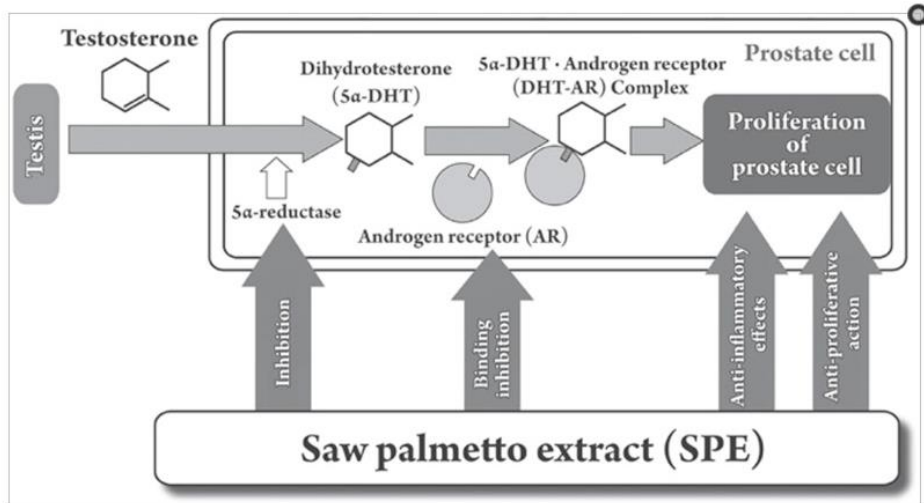 Testosterone
Prostate cell
Testis
Dihydrotesterone
(5α-DHT)
5α-DHT · Androgen receptor
(DHT-AR) Complex
Proliferation
of
prostate cell
5α-reductase
Androgen receptor (AR)
Inhibition
Binding
inhibition
Anti-inflammatory
effects
Anti-proliferative
action
Saw palmetto extract (SPE)